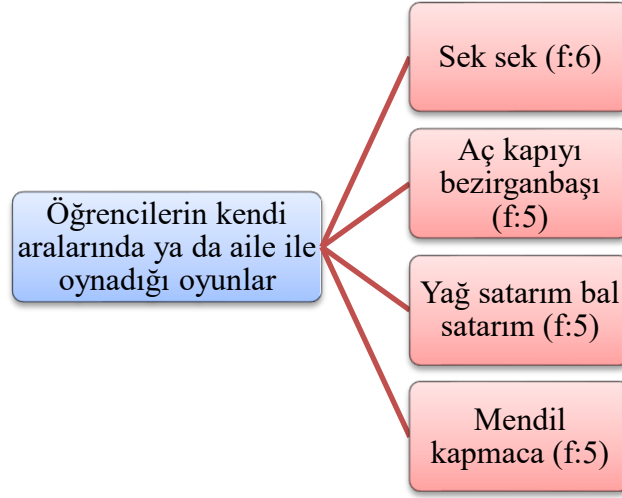 Öğrencilerin kendi
aralarında ya da aile ile
oynadığı oyunlar
Sek sek (f:6)
Aç kapıyı
bezirganbaşı
(f:5)
Yağ satarım bal
satarım (f:5)
Mendil
kapmaca (f:5)